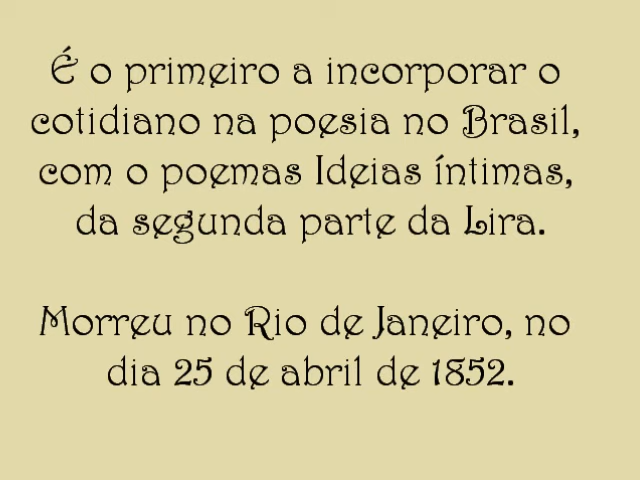 É o primeiro a incorporar o
cotidiano na poesia no Brasil,
com o poemas Ideias íntimas,
da segunda parte da Lira.
Morreu no Rio de Janeiro, no
dia 25 de abril de 1852.